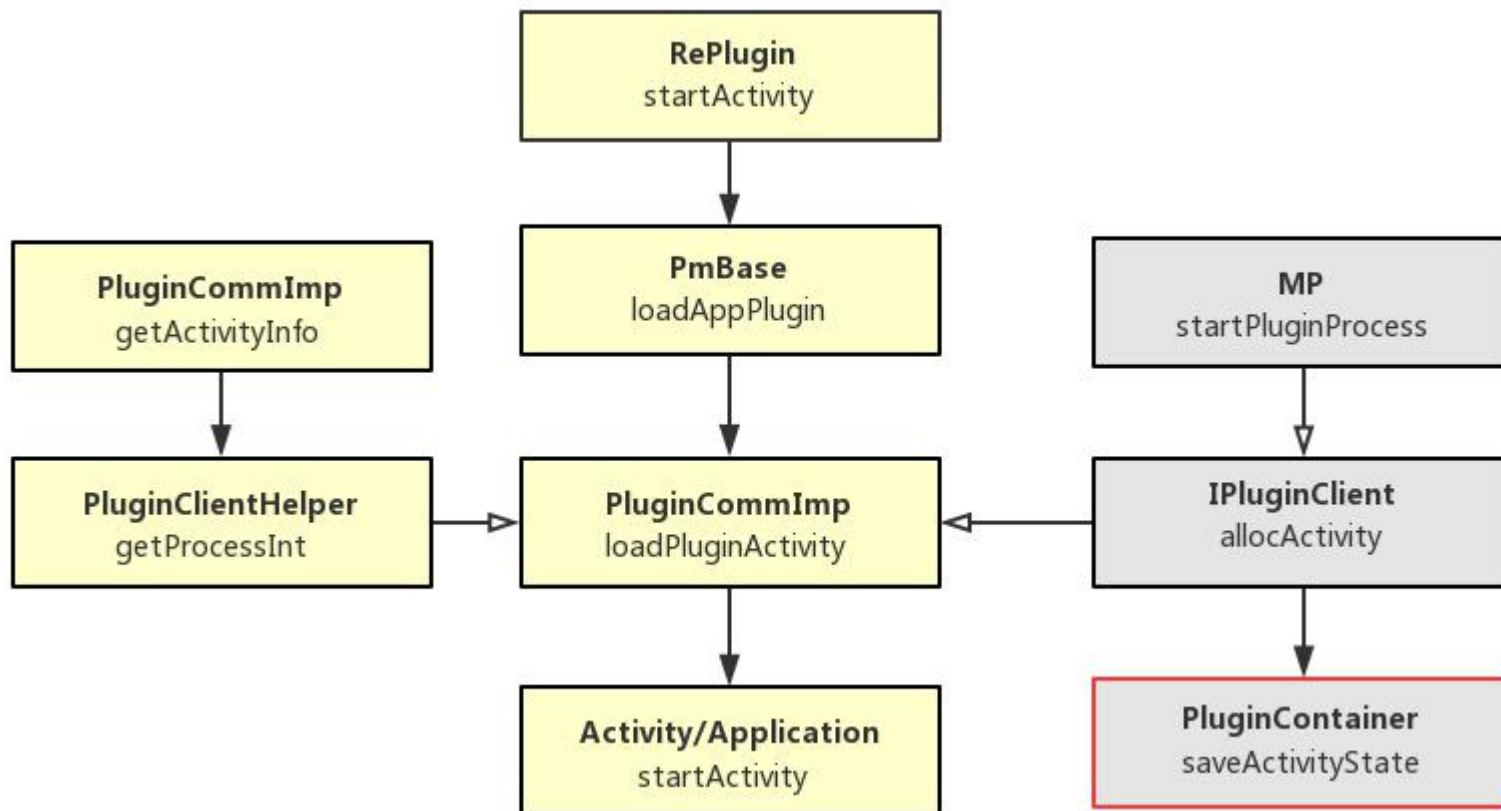 RePlugin
startActivity
PluginCommImp
getActivityInfo
PmBase
loadAppPlugin
MP
startPluginProcess
PluginClientHelper
getProcessInt
PluginCommImp
loadPluginActivity
IPluginClient
allocActivity
Activity/Application
startActivity
PluginContainer
saveActivityState